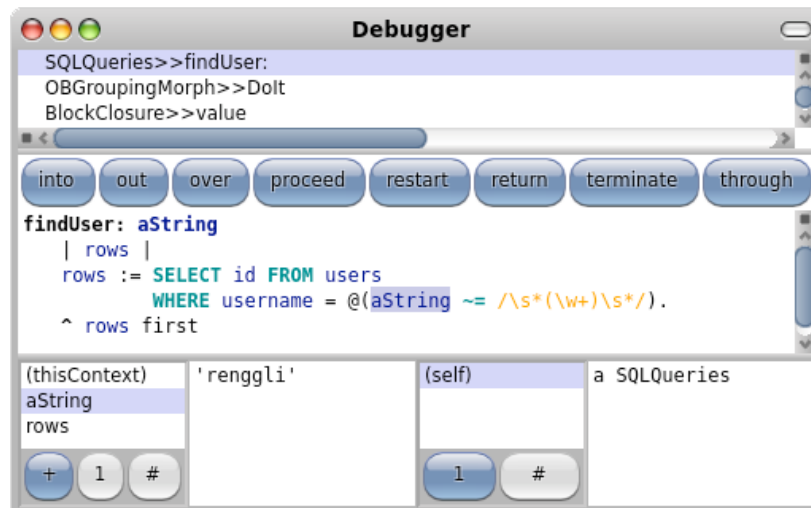 Debugger
SQLQueries>>findUser:
OBGroupingMorph>>DoIt
BlockClosure>>value
into out over proceed restart return terminate through
findUser: aString
| rows |
rows := SELECT id FROM users
WHERE username = @(aString ~= /\s*(\w+)\s*/).
^ rows first
(thisContext) 'renggli' (self) a SQLQueries
aString
rows
+ 1 # 1 #